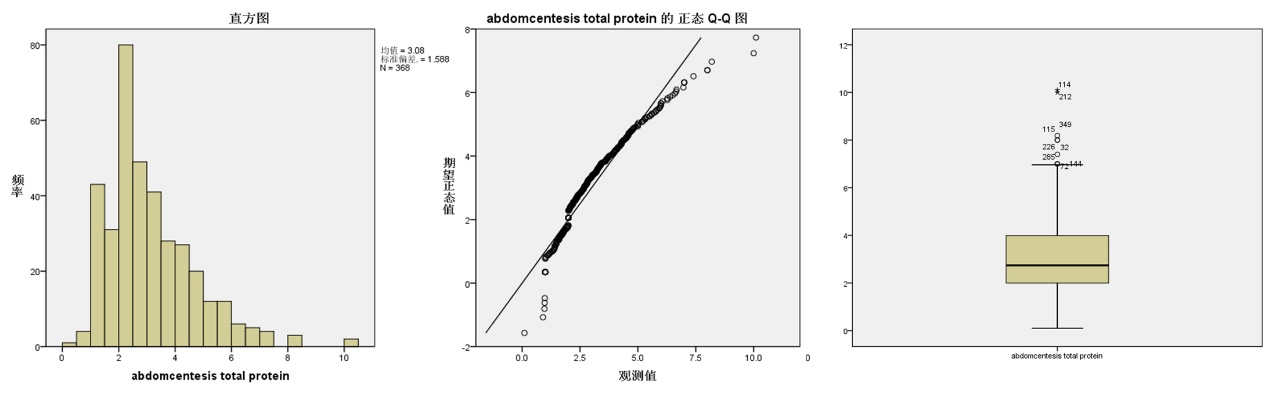 直方图
80
60
40
20
0
频率
0 2 4 6 8 10
abdomcentesis total protein
均值 = 3.08
标准偏差. = 1.588
N = 368
abdomcentesis total protein 的 正态 Q-Q 图
8
6
4
2
0
-2
期望正态值
0.0 2.5 5.0 7.5 10.0 0
观测值
12
10
8
6
4
2
0
114
212
349
115
226 32
285
72 144
abdomcentesis total protein